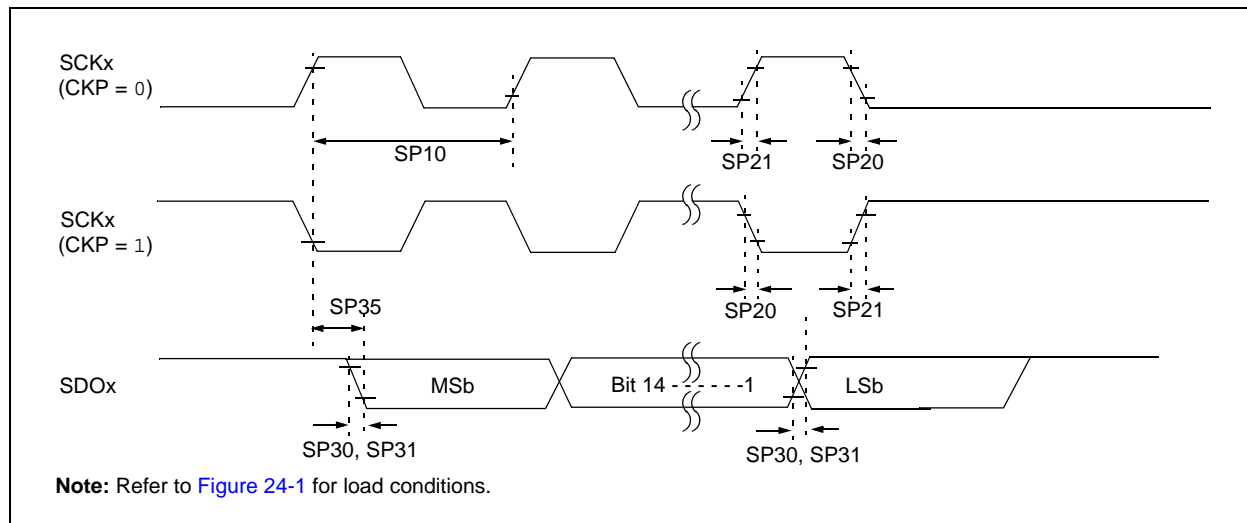 SCKx
(CKP = 0)
SP10
SP21
SP20
SCKx
(CKP = 1)
SP35
SP20
SP21
SDOx
MSb
Bit 14 - - - - - -1
LSb
SP30, SP31
SP30, SP31
Note: Refer to Figure 24-1 for load conditions.